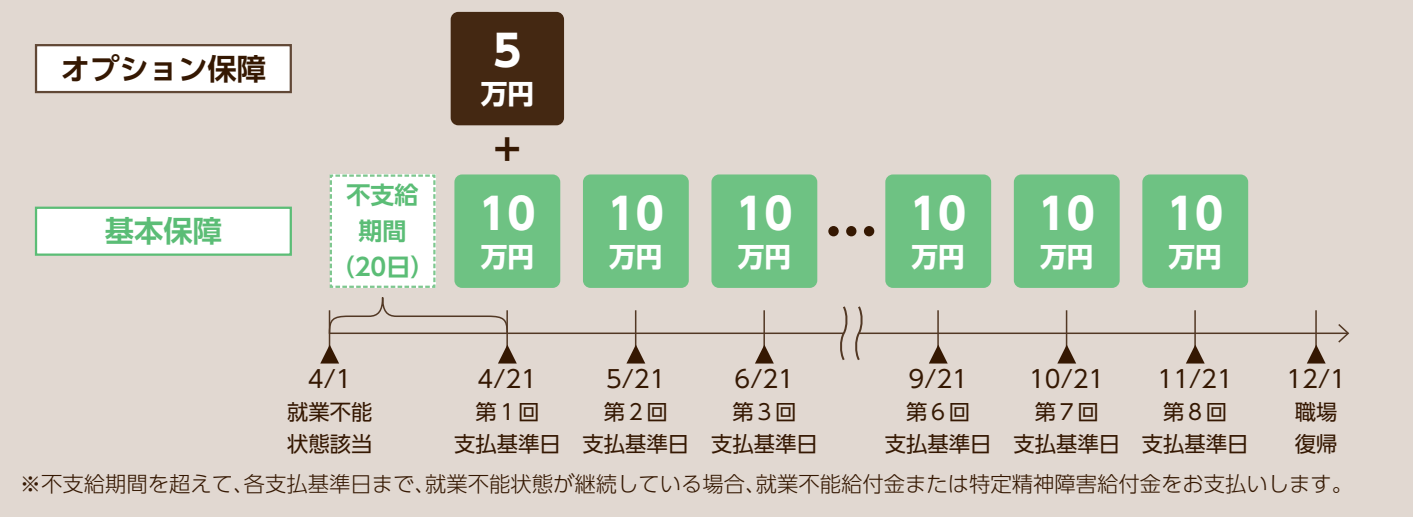 オプション保障
5
万円
+
基本保障
不支給
期間
(20日)
10
万円
10
万円
10
万円
•••
10
万円
10
万円
10
万円
4/1
就業不能
状態該当
4/21
第1回
支払基準日
5/21
第2回
支払基準日
6/21
第3回
支払基準日
9/21
第6回
支払基準日
10/21
第7回
支払基準日
11/21
第8回
支払基準日
12/1
職場
復帰
※不支給期間を超えて、各支払基準日まで、就業不能状態が継続している場合、就業不能給付金または特定精神障害給付金をお支払いします。